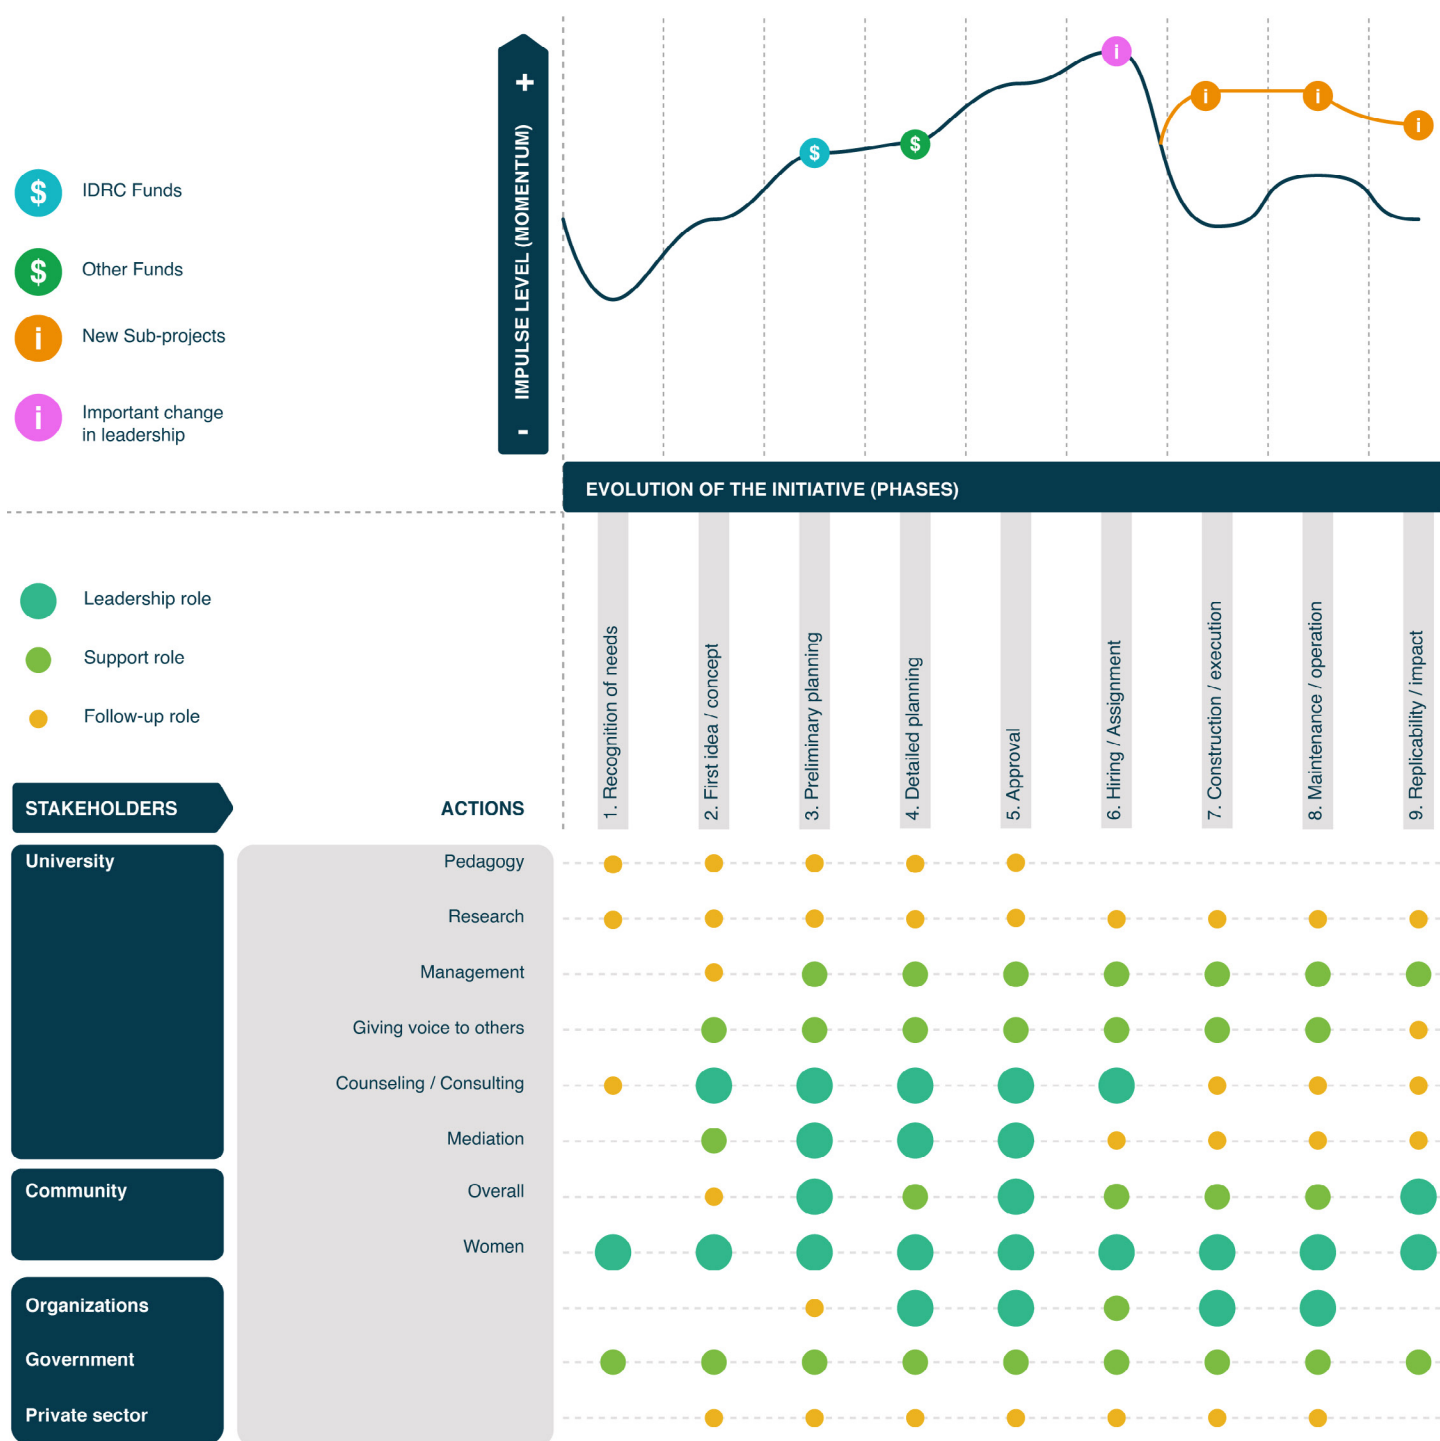 $ IDRC Funds
$ Other Funds
i New Sub-projects
i Important change
in leadership
+
IMPULSE LEVEL (MOMENTUM)
-
$
$
i
i
i
i
EVOLUTION OF THE INITIATIVE (PHASES)
Leadership role
Support role
Follow-up role
1. Recognition of needs
2. First idea / concept
3. Preliminary planning
4. Detailed planning
5. Approval
6. Hiring / Assignment
7. Construction / execution
8. Maintenance / operation
9. Replicability / impact
STAKEHOLDERS
ACTIONS
University
Pedagogy
Research
Management
Giving voice to others
Counseling / Consulting
Mediation
Community
Overall
Women
Organizations
Government
Private sector